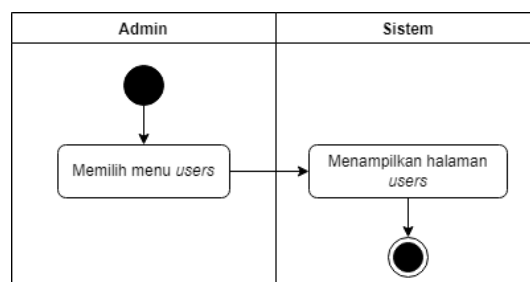 Admin
Sistem
Memilih menu users
Menampilkan halaman
users